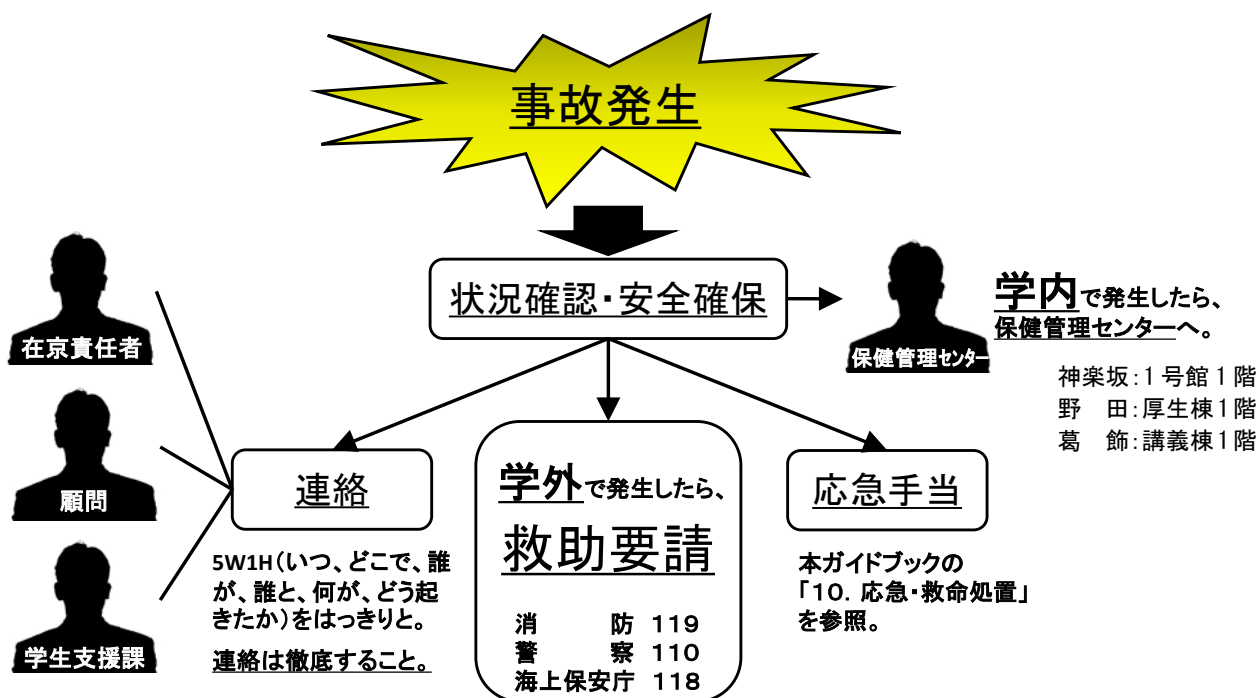 事故発生
状況確認・安全確保
在京責任者
顧問
学生支援課
保健管理センター
学内で発生したら、
保健管理センターへ。
神楽坂:1号館1階
野　田:厚生棟1階
葛　飾:講義棟1階
連絡
5W1H(いつ、どこで、誰
が、誰と、何が、どう起
きたか)をはっきりと。
連絡は徹底すること。
学外で発生したら、
救助要請
消　　防 119
警　　察 110
海上保安庁 118
応急手当
本ガイドブックの
「10. 応急・救命処置」
を参照。